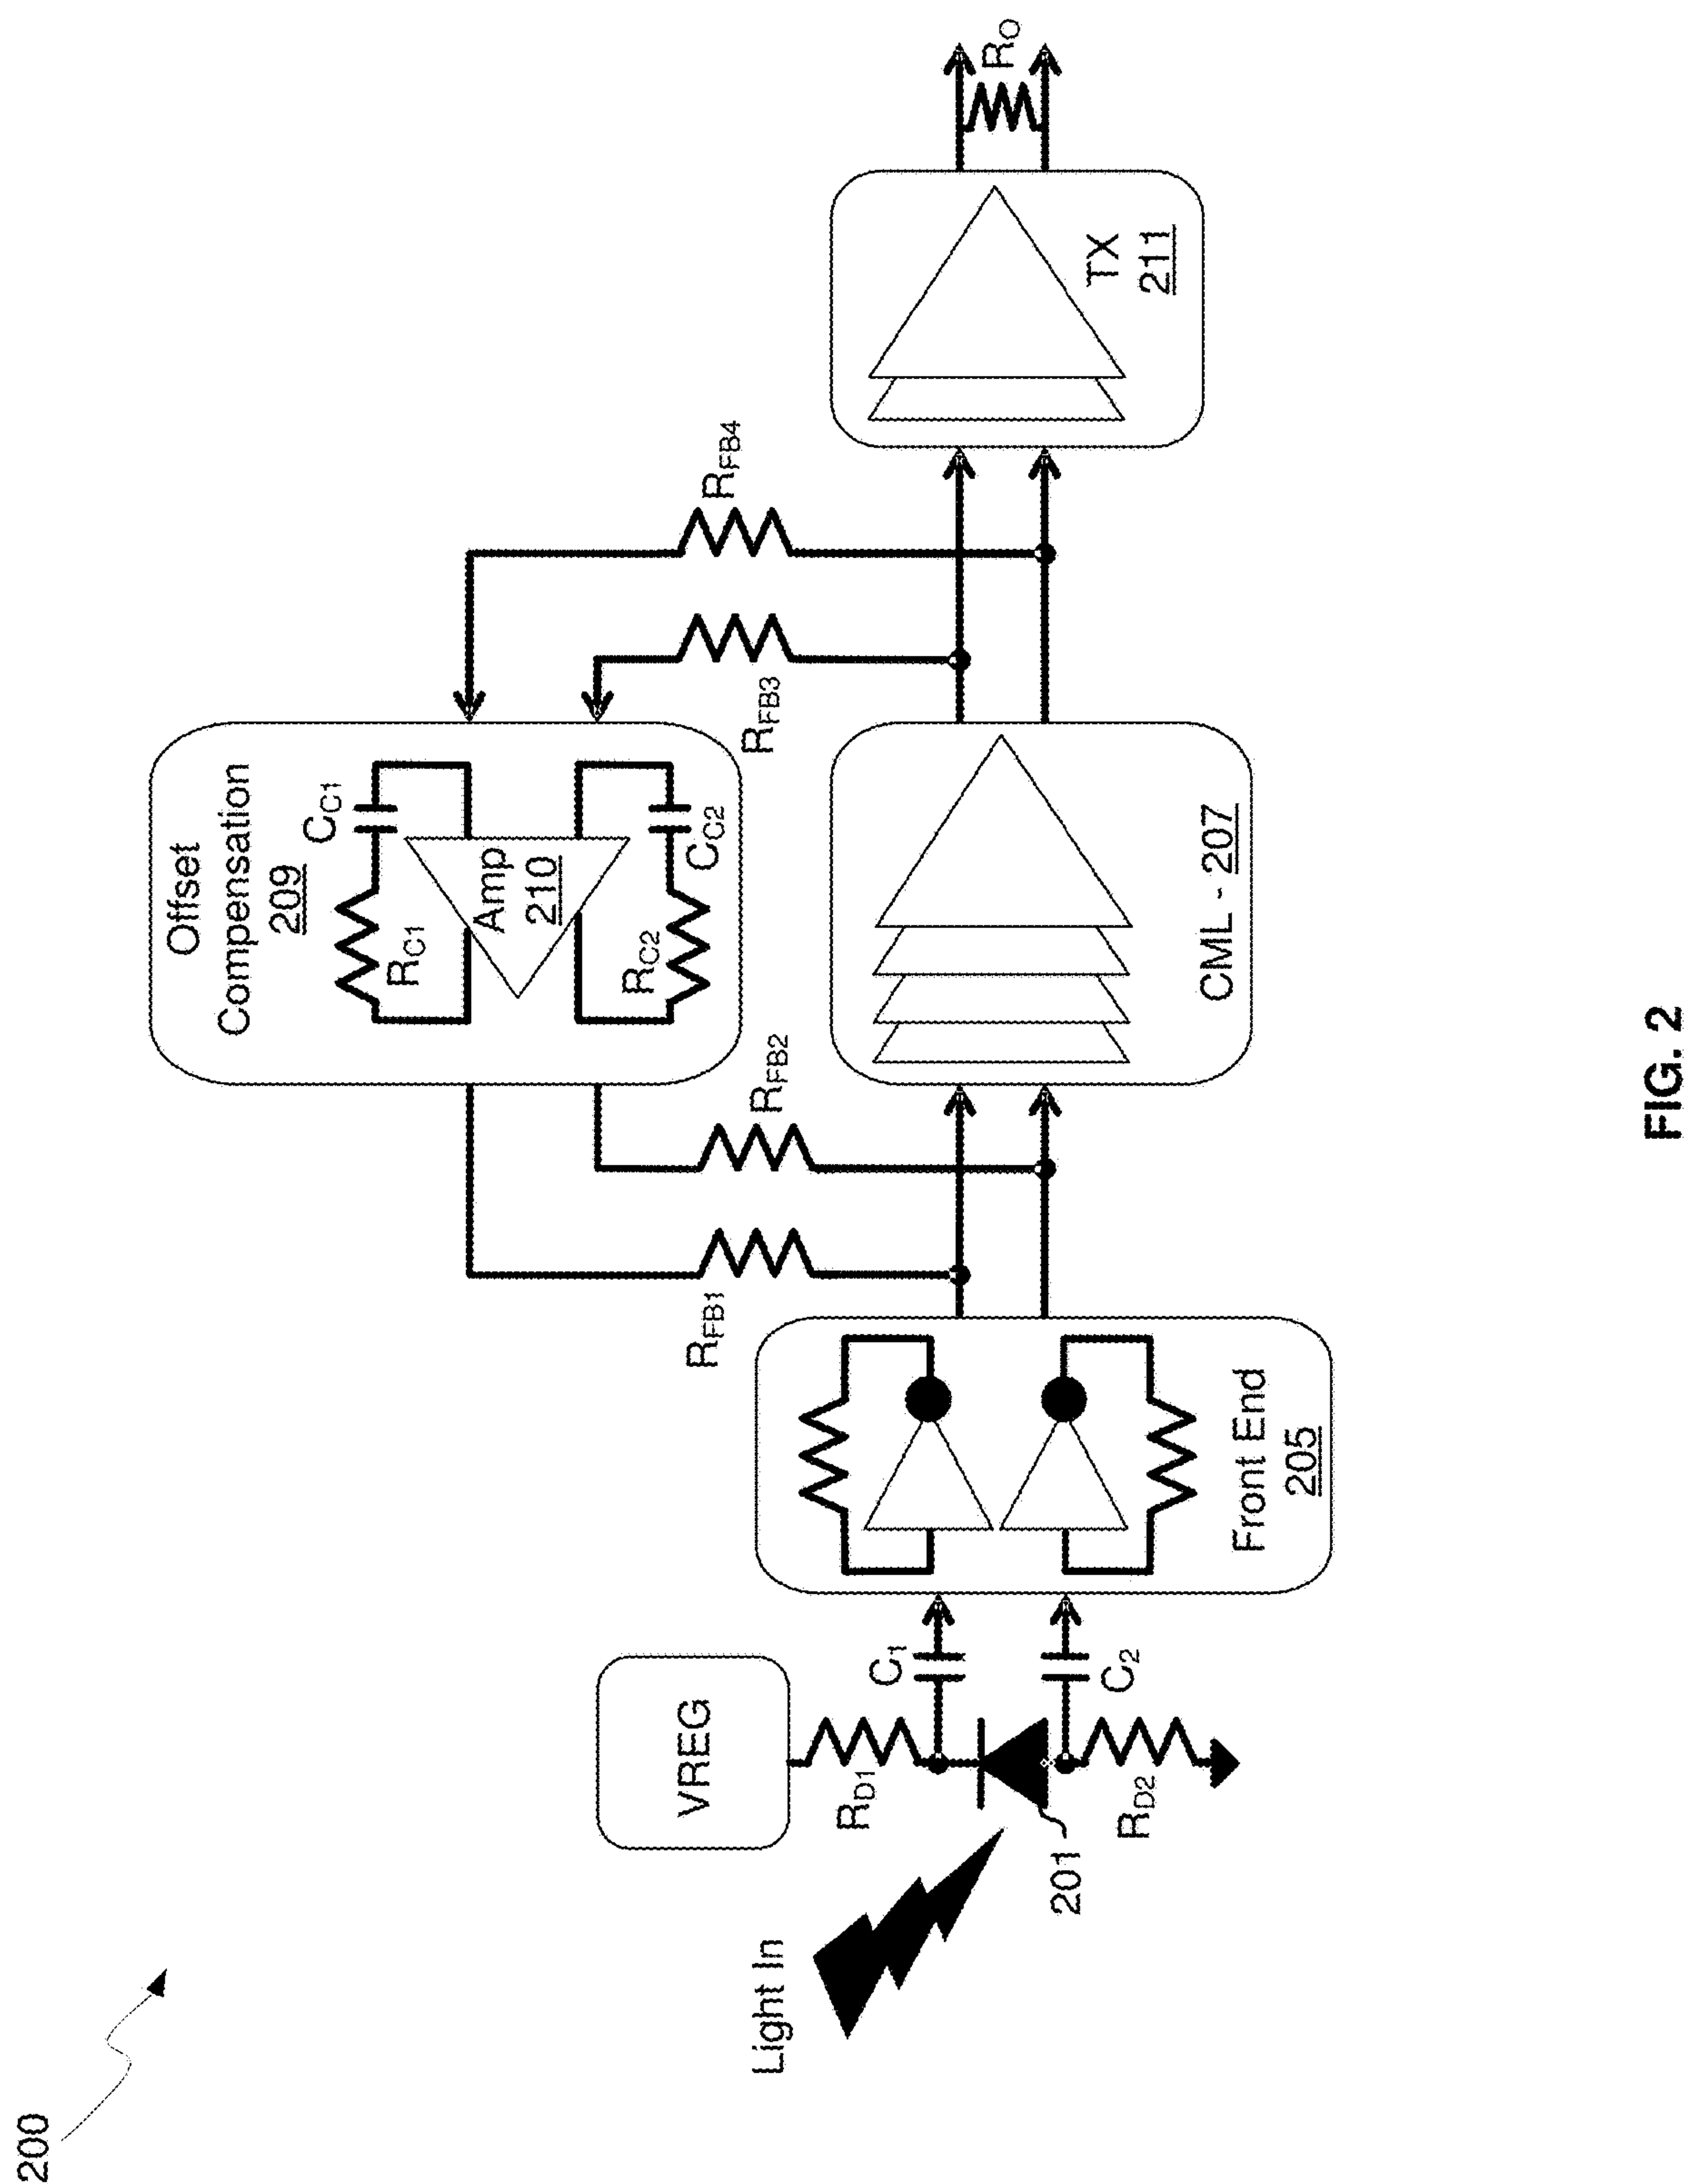 200
Offset
Compensation
209
CC1
RC1
Amp
210
RC2
CC2
RFB1
RFB2
RFB3
RFB4
VREG
RD1
C1
Light In
201
C2
RD2
Front End
205
CML - 207
TX
211
RO
FIG. 2